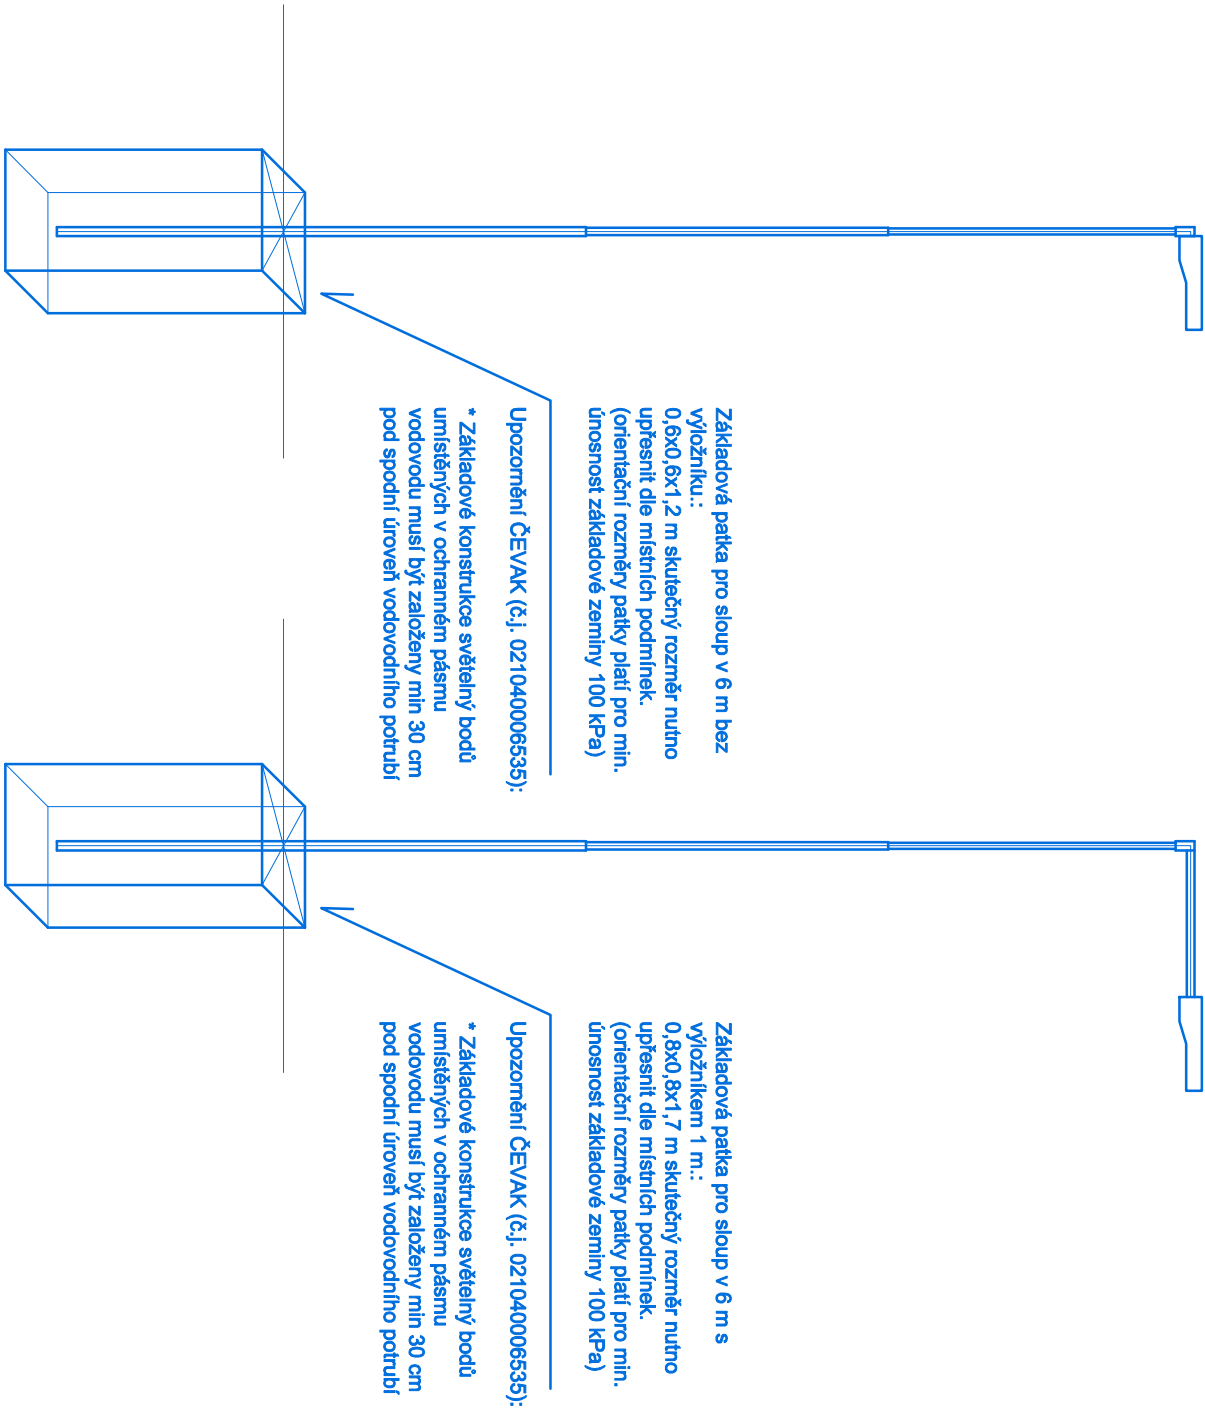 Základová patka pro sloup v 6 m bez
výložníku.:
0,6x0,6x1,2 m skutečný rozměr nutno
upřesnit dle místních podmínek.
(orientační rozměry patky platí pro min.
únosnost základové zeminy 100 kPa)
Upozornění ČEVAK (č.j. 021040006535):
* Základové konstrukce světelný bodů
umístěných v ochranném pásmu
vodovodu musí být založeny min 30 cm
pod spodní úroveň vodovodního potrubí
Základová patka pro sloup v 6 m s
výložníkem 1 m.:
0,8x0,8x1,7 m skutečný rozměr nutno
upřesnit dle místních podmínek.
(orientační rozměry patky platí pro min.
únosnost základové zeminy 100 kPa)
Upozornění ČEVAK (č.j. 021040006535):
* Základové konstrukce světelný bodů
umístěných v ochranném pásmu
vodovodu musí být založeny min 30 cm
pod spodní úroveň vodovodního potrubí